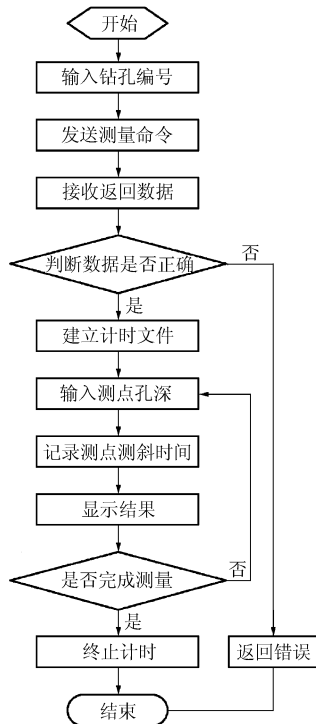 开始
输入钻孔编号
发送测量命令
接收返回数据
判断数据是否正确
否
是
建立计时文件
输入测点孔深
记录测点测斜时间
显示结果
是否完成测量
否
是
终止计时
返回错误
结束